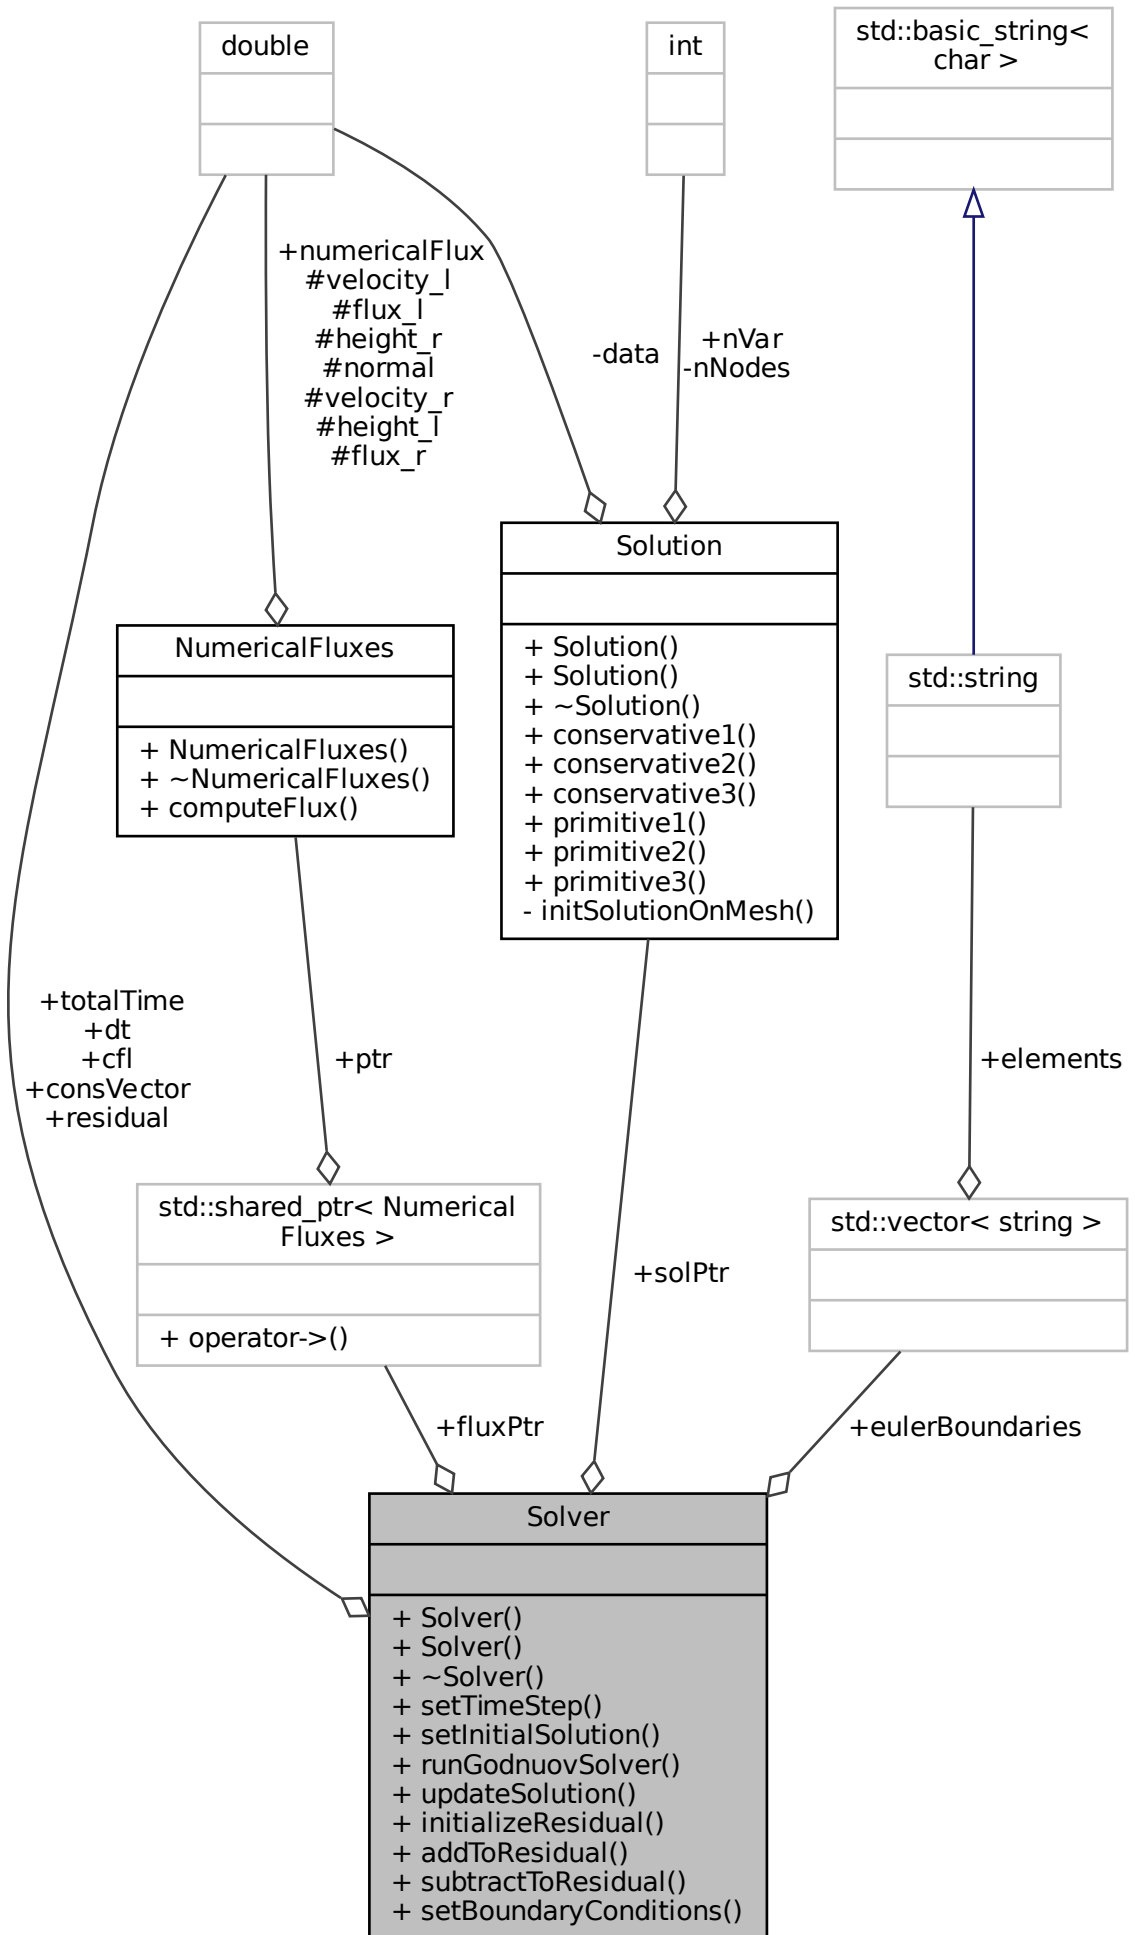 double
int
std::basic_string<
char >
+numericalFlux
#velocity_l
#flux_l
#height_r
#normal
#velocity_r
#height_l
#flux_r
-data
+nVar
-nNodes
Solution
+ Solution()
+ Solution()
+ ~Solution()
+ conservative1()
+ conservative2()
+ conservative3()
+ primitive1()
+ primitive2()
+ primitive3()
- initSolutionOnMesh()
NumericalFluxes
+ NumericalFluxes()
+ ~NumericalFluxes()
+ computeFlux()
std::string
+totalTime
+dt
+cfl
+consVector
+residual
+ptr
+elements
std::shared_ptr< Numerical
Fluxes >
+ operator->()
+solPtr
std::vector< string >
+fluxPtr
+eulerBoundaries
Solver
+ Solver()
+ Solver()
+ ~Solver()
+ setTimeStep()
+ setInitialSolution()
+ runGodnuovSolver()
+ updateSolution()
+ initializeResidual()
+ addToResidual()
+ subtractToResidual()
+ setBoundaryConditions()